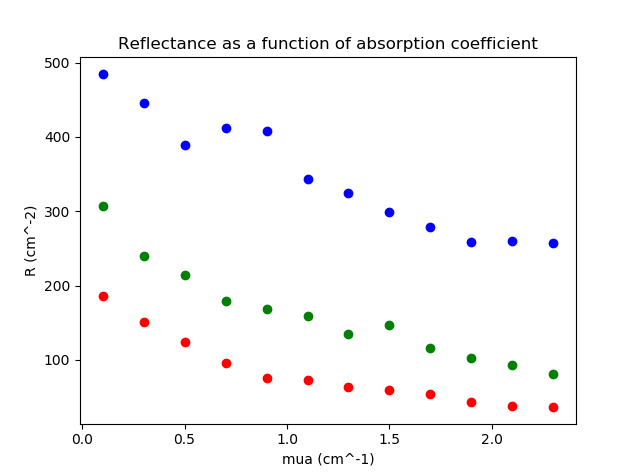 Reflectance as a function of absorption coefficient
500
400
300
200
100
R (cm^-2)
0.0 0.5 1.0 1.5 2.0
mua (cm^-1)